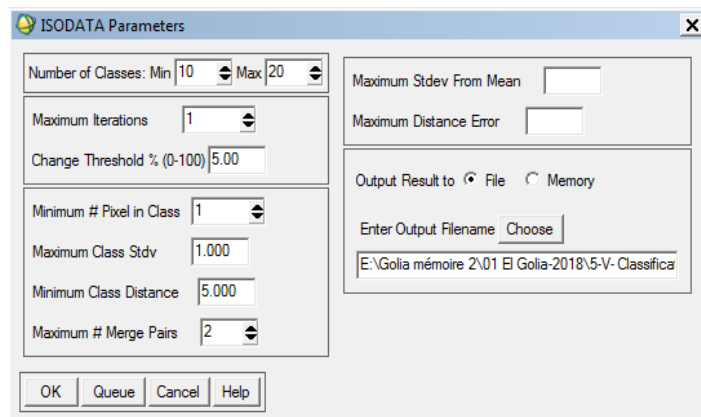 ISODATA Parameters
Number of Classes: Min 10 Max 20
Maximum Iterations 1
Change Threshold % (0-100) 5.00
Minimum # Pixel in Class 1
Maximum Class Stdv 1.000
Minimum Class Distance 5.000
Maximum # Merge Pairs 2
OK Queue Cancel Help
Maximum Stdev From Mean
Maximum Distance Error
Output Result to File Memory
Enter Output Filename Choose
E:\Golia mémoire 2\01 El Golia-2018\5-V- Classifica